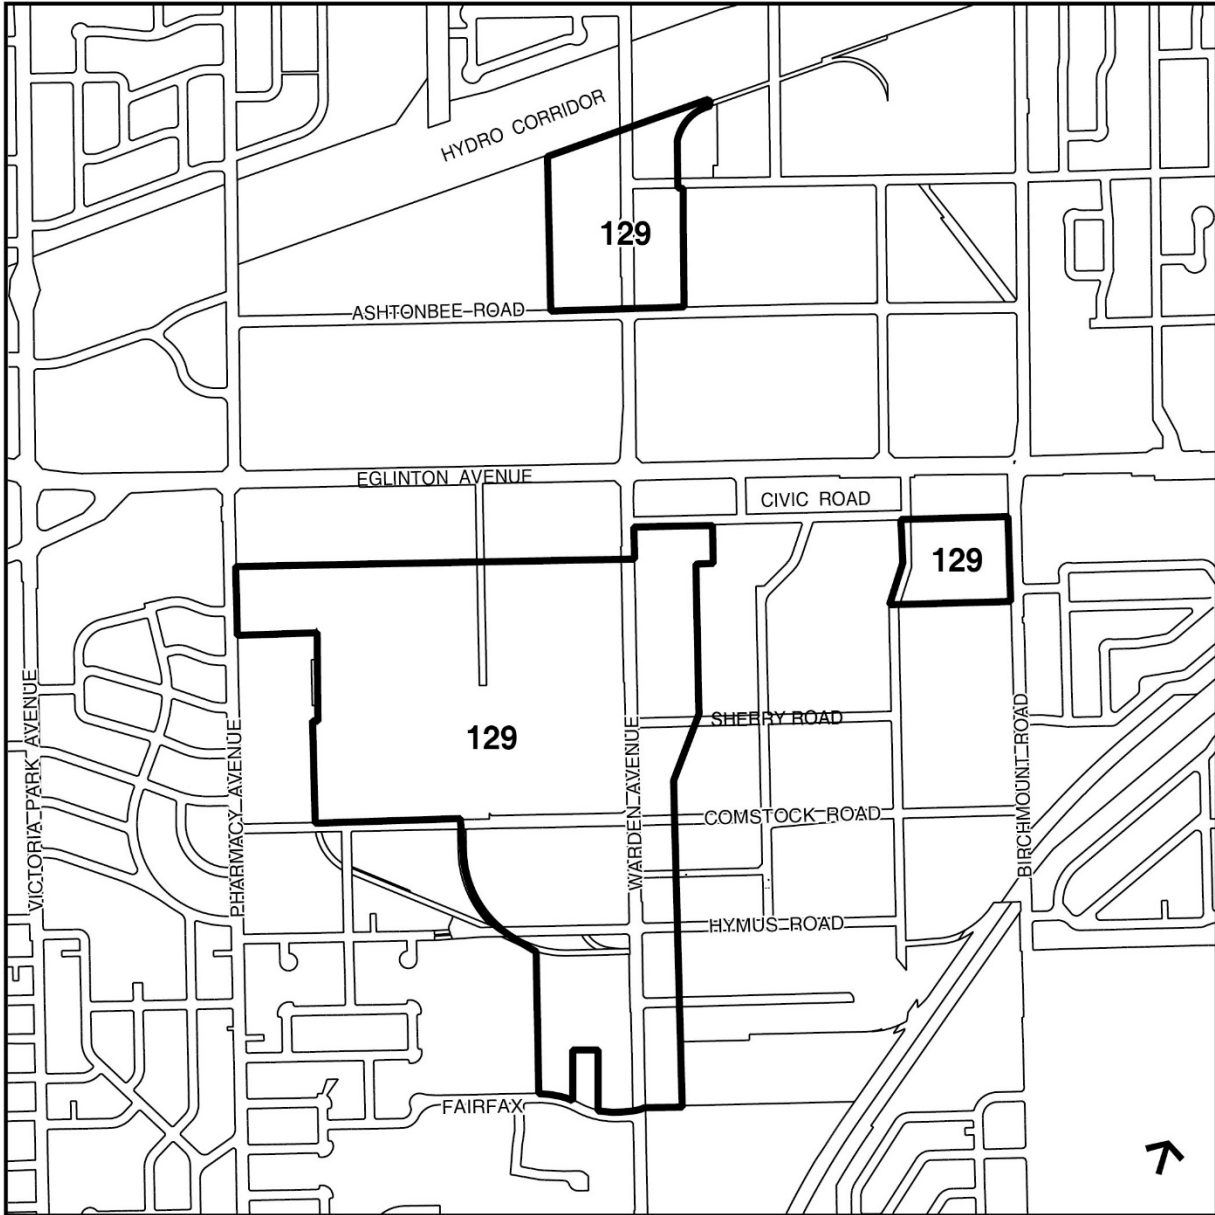 HYDRO CORRIDOR
129
ASHTONBEE ROAD
EGLINTON AVENUE
CIVIC ROAD
129
VICTORIA PARK AVENUE
PHARMACY AVENUE
129
WARDEN AVENUE
SHERRY ROAD
BIRCHMOUNT ROAD
COMSTOCK ROAD
HYMUS ROAD
FAIRFAX